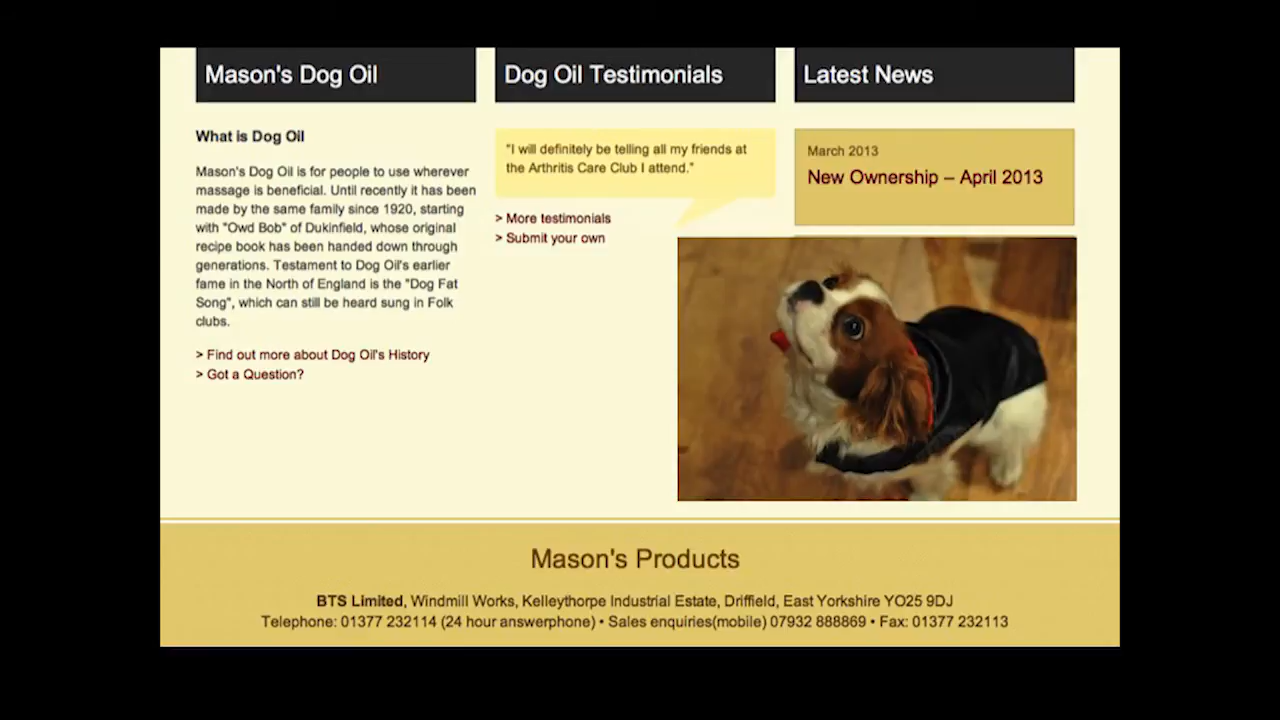 Mason's Dog Oil
What is Dog Oil
Mason's Dog Oil is for people to use wherever
massage is beneficial. Until recently it has been
made by the same family since 1920, starting
with "Owd Bob" of Dukinfield, whose original
recipe book has been handed down through
generations. Testament to Dog Oil's earlier
fame in the North of England is the "Dog Fat
Song", which can still be heard sung in Folk
clubs.
> Find out more about Dog Oil's History
> Got a Question?
Dog Oil Testimonials
"I will definitely be telling all my friends at
the Arthritis Care Club I attend."
> More testimonials
> Submit your own
Latest News
March 2013
New Ownership – April 2013
Mason's Products
BTS Limited, Windmill Works, Kelleythorpe Industrial Estate, Driffield, East Yorkshire YO25 9DJ
Telephone: 01377 232114 (24 hour answerphone) • Sales enquiries(mobile) 07932 888869 • Fax: 01377 232113